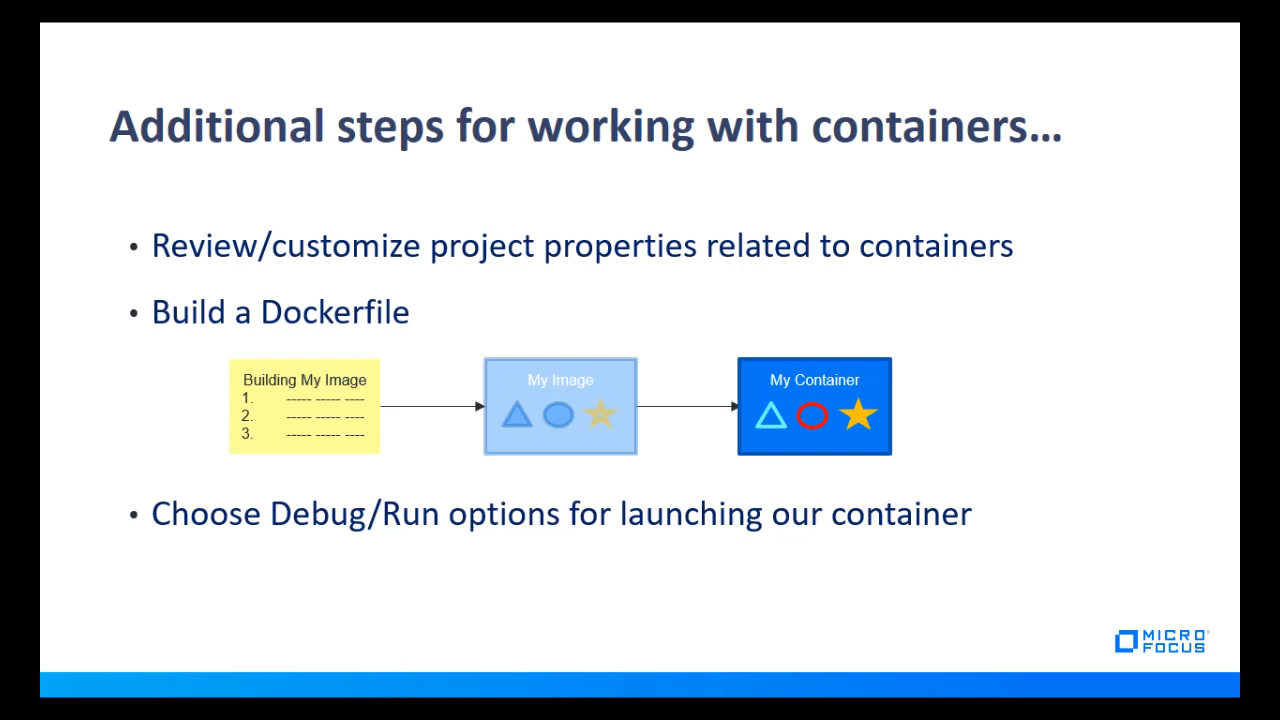 Additional steps for working with containers…
• Review/customize project properties related to containers
• Build a Dockerfile
Building My Image
1. ----- ----- ----
2. ----- ----- ----
3. ----- ----- ----
My Image
My Container
• Choose Debug/Run options for launching our container
MICRO
FOCUS